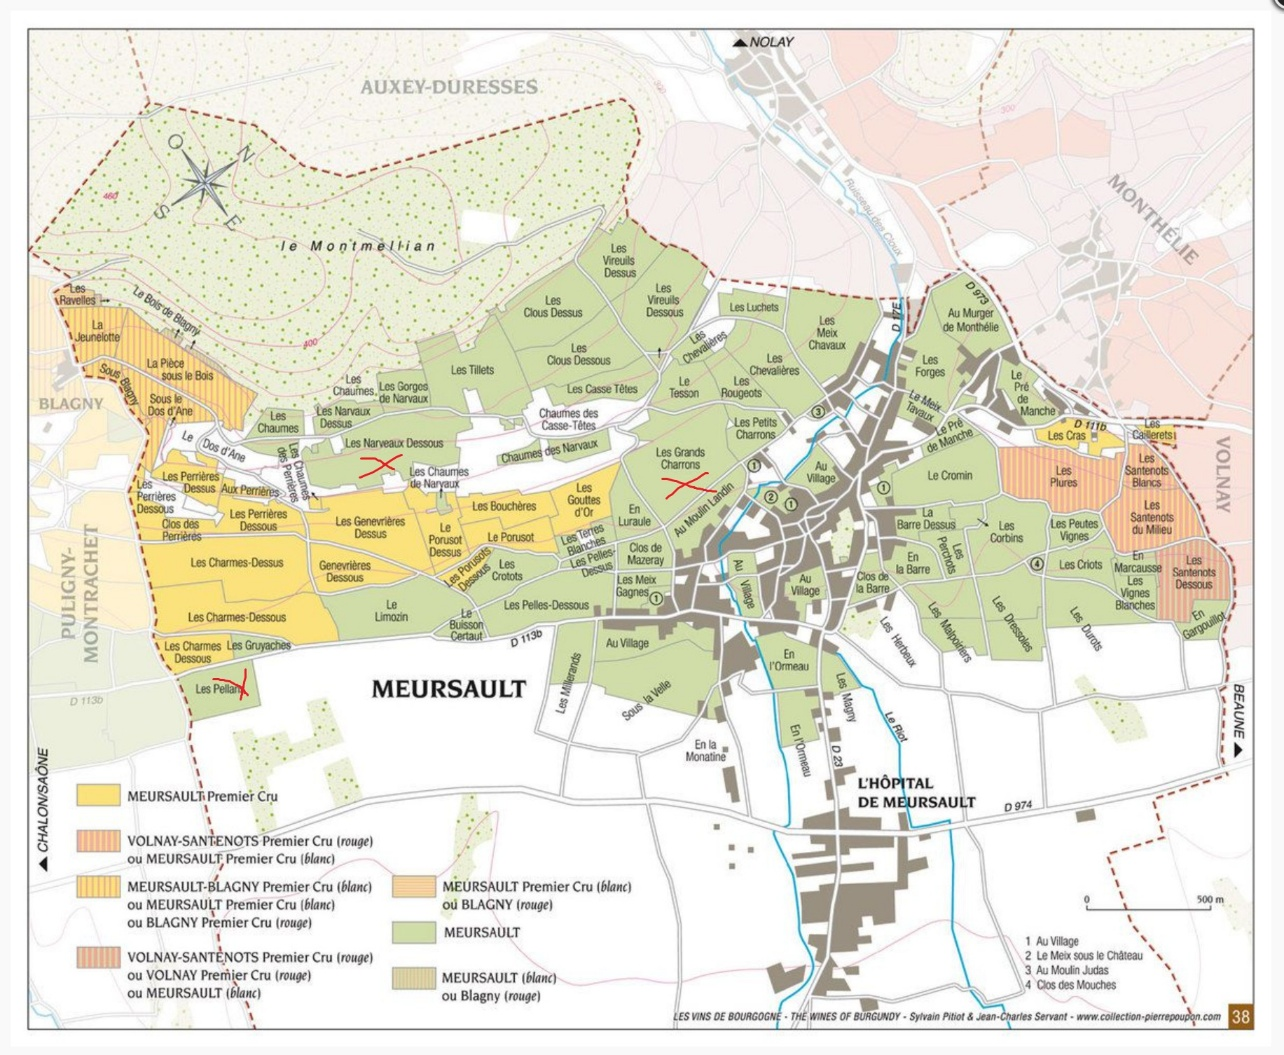 NOLAY
AUXEY-DURESSES
MONTHÉLIE
Ruisseau des Cloux
O
N
S
E
460
400
500
le Montmellian
Les
Vireuils
Dessus
Les
Vireuils
Dessous
Les
Clous Dessus
Les
Clous Dessous
Les Luchets
Les
Chevalières
Les
Meix
Chavaux
D 17E
D 973
Au Murger
de Monthélie
Les
Ravelles
Le Bois de Blagny
La
Jeunelotte
La Pièce
sous le Bois
Sous Blagny
Sous le
Dos d'Ane
BLAGNY
Les Tillets
Les Casse Têtes
Les
Chevalières
Les
Forges
Le
Pré
de
Manche
Les
Chaumes
Les Gorges
de Narvaux
Le
Tesson
Les
Rougeots
Le Meix
Tavaux
Les
Chaumes
Les Narvaux
Dessus
Chaumes des
Casse-Têtes
Les Petits
Charrons
3
Le Pré
de Manche
D 111b
Les Cras
Les
Caillerets
VOLNAY
Le Dos d'Ane
Les Chaumes
des Perrières
Les Narveaux Dessous
Chaumes des Narvaux
Les Chaumes
de Narvaux
Les Grands
Charrons
1
Au
Village
Le Cromin
Les
Plures
Les
Santenots
Blancs
Les
Perrières
Dessous
Les Perrières
Dessus
Aux Perrières
Les
Gouttes
d'Or
Au Moulin Landin
2
1
1
Clos des
Perrières
Les Perrières
Dessous
Les Genevrières
Dessus
Les Bouchères
Le
Porusot
Dessus
Le Porusot
En
Luraule
La
Barre Dessus
Les
Corbins
Les Peutes
Vignes
Les
Santenots
du Milieu
PULIGNY-
MONTRACHET
Les Charmes-Dessus
Genevrières
Dessous
Les Porusots
Dessous
Les
Crotots
Les Terres
Blanches
Les Pelles-
Dessus
Clos de
Mazeray
Au
Village
Au
Village
En
la Barre
Les
Perchots
4
Les Criots
En
Marcausse
Les
Santenots
Dessous
Les Meix
Gagnes
1
Clos de
la Barre
Les
Vignes
Blanches
Les Charmes-Dessous
Le
Limozin
Le
Buisson
Certaut
Les Pelles-Dessous
En
Gargouillot
Les Malpoiriers
Les Dressoles
Les Durots
Les Herbeux
Les Charmes
Dessous
Les Gruyaches
D 113b
Au Village
En
l'Ormeau
D 113b
MEURSAULT
Les Millerands
Sous la Velle
Les Magny
Le Riot
En la
Monatine
En l'Ormeau
D 23
BEAUNE
CHALON/SAÔNE
L'HÔPITAL
DE MEURSAULT
D 974
MEURSAULT Premier Cru
VOLNAY-SANTENOTS Premier Cru (rouge)
ou MEURSAULT Premier Cru (blanc)
MEURSAULT-BLAGNY Premier Cru (blanc)
ou MEURSAULT Premier Cru (blanc)
ou BLAGNY Premier Cru (rouge)
VOLNAY-SANTENOTS Premier Cru (rouge)
ou VOLNAY Premier Cru (rouge)
ou MEURSAULT (blanc)
MEURSAULT Premier Cru (blanc)
ou BLAGNY (rouge)
MEURSAULT
MEURSAULT (blanc)
ou Blagny (rouge)
0 500 m
1 Au Village
2 Le Meix sous le Château
3 Au Moulin Judas
4 Clos des Mouches
LES VINS DE BOURGOGNE - THE WINES OF BURGUNDY - Sylvain Pitiot & Jean-Charles Servant - www.collection-pierrepoupon.com 38